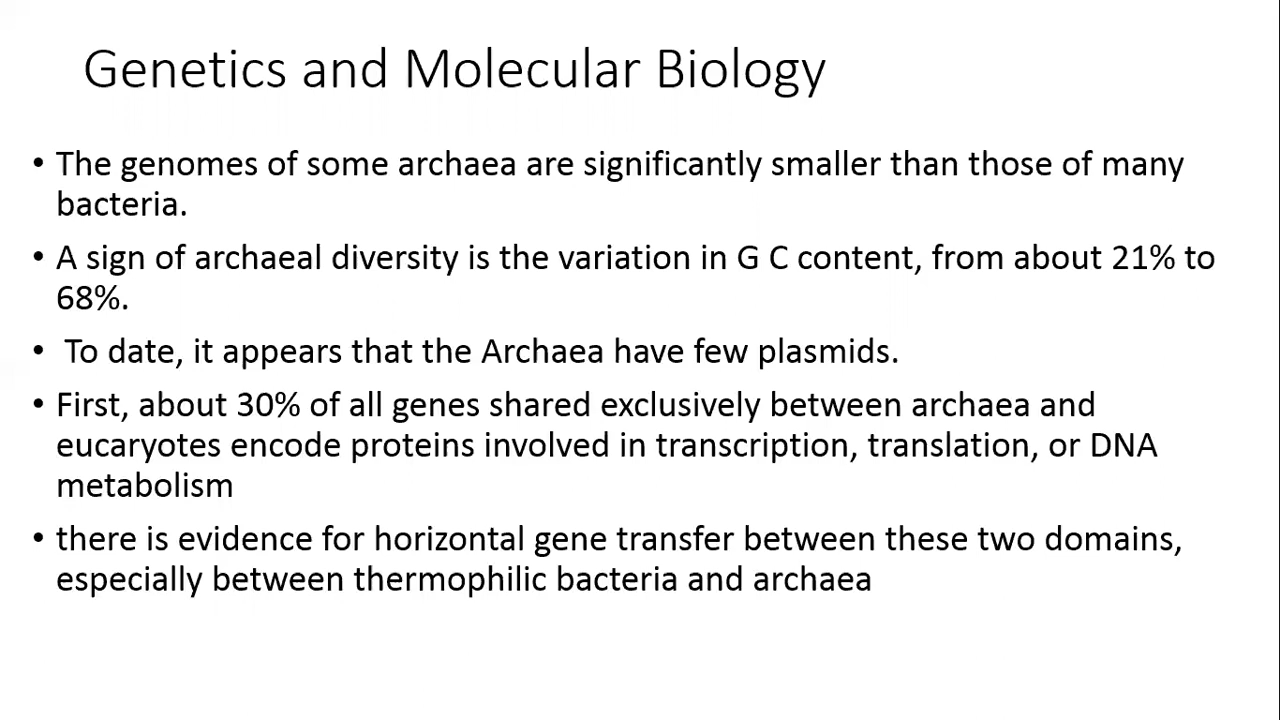 Genetics and Molecular Biology
• The genomes of some archaea are significantly smaller than those of many
bacteria.
• A sign of archaeal diversity is the variation in G C content, from about 21% to
68%.
• To date, it appears that the Archaea have few plasmids.
• First, about 30% of all genes shared exclusively between archaea and
eucaryotes encode proteins involved in transcription, translation, or DNA
metabolism
• there is evidence for horizontal gene transfer between these two domains,
especially between thermophilic bacteria and archaea